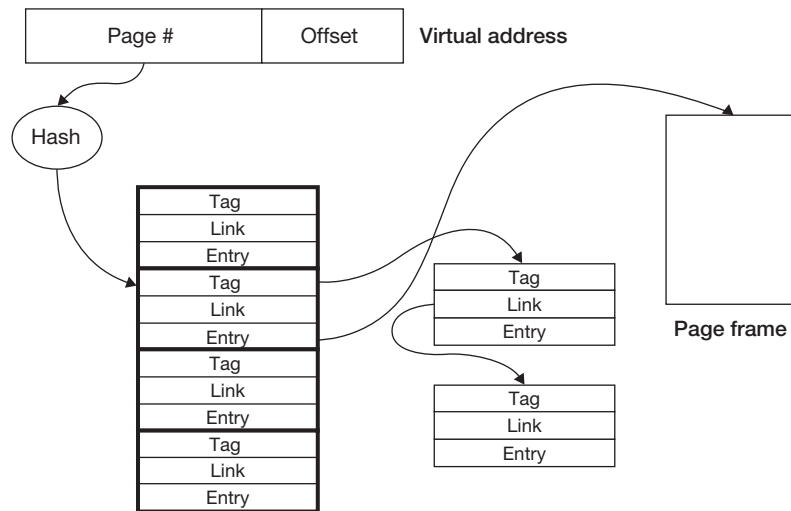 Page #
Offset
Virtual address
Hash
Tag
Link
Entry
Tag
Link
Entry
Tag
Link
Entry
Tag
Link
Entry
Tag
Link
Entry
Tag
Link
Entry
Page frame